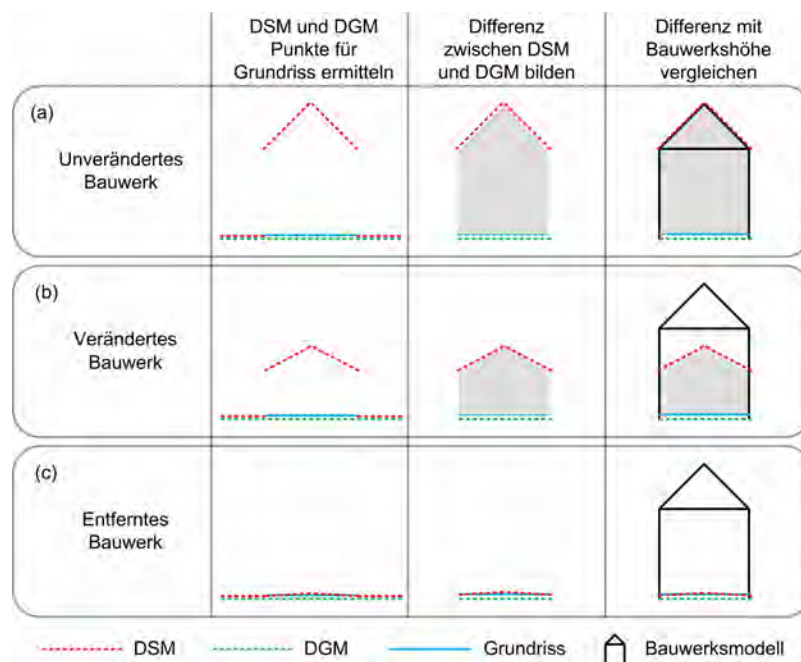 DSM und DGM
Punkte für
Grundriss ermitteln
Differenz
zwischen DSM
und DGM bilden
Differenz mit
Bauwerkshöhe
vergleichen
(a)
Unverändertes
Bauwerk
(b)
Verändertes
Bauwerk
(c)
Entferntes
Bauwerk
DSM
DGM
Grundriss
Bauwerksmodell